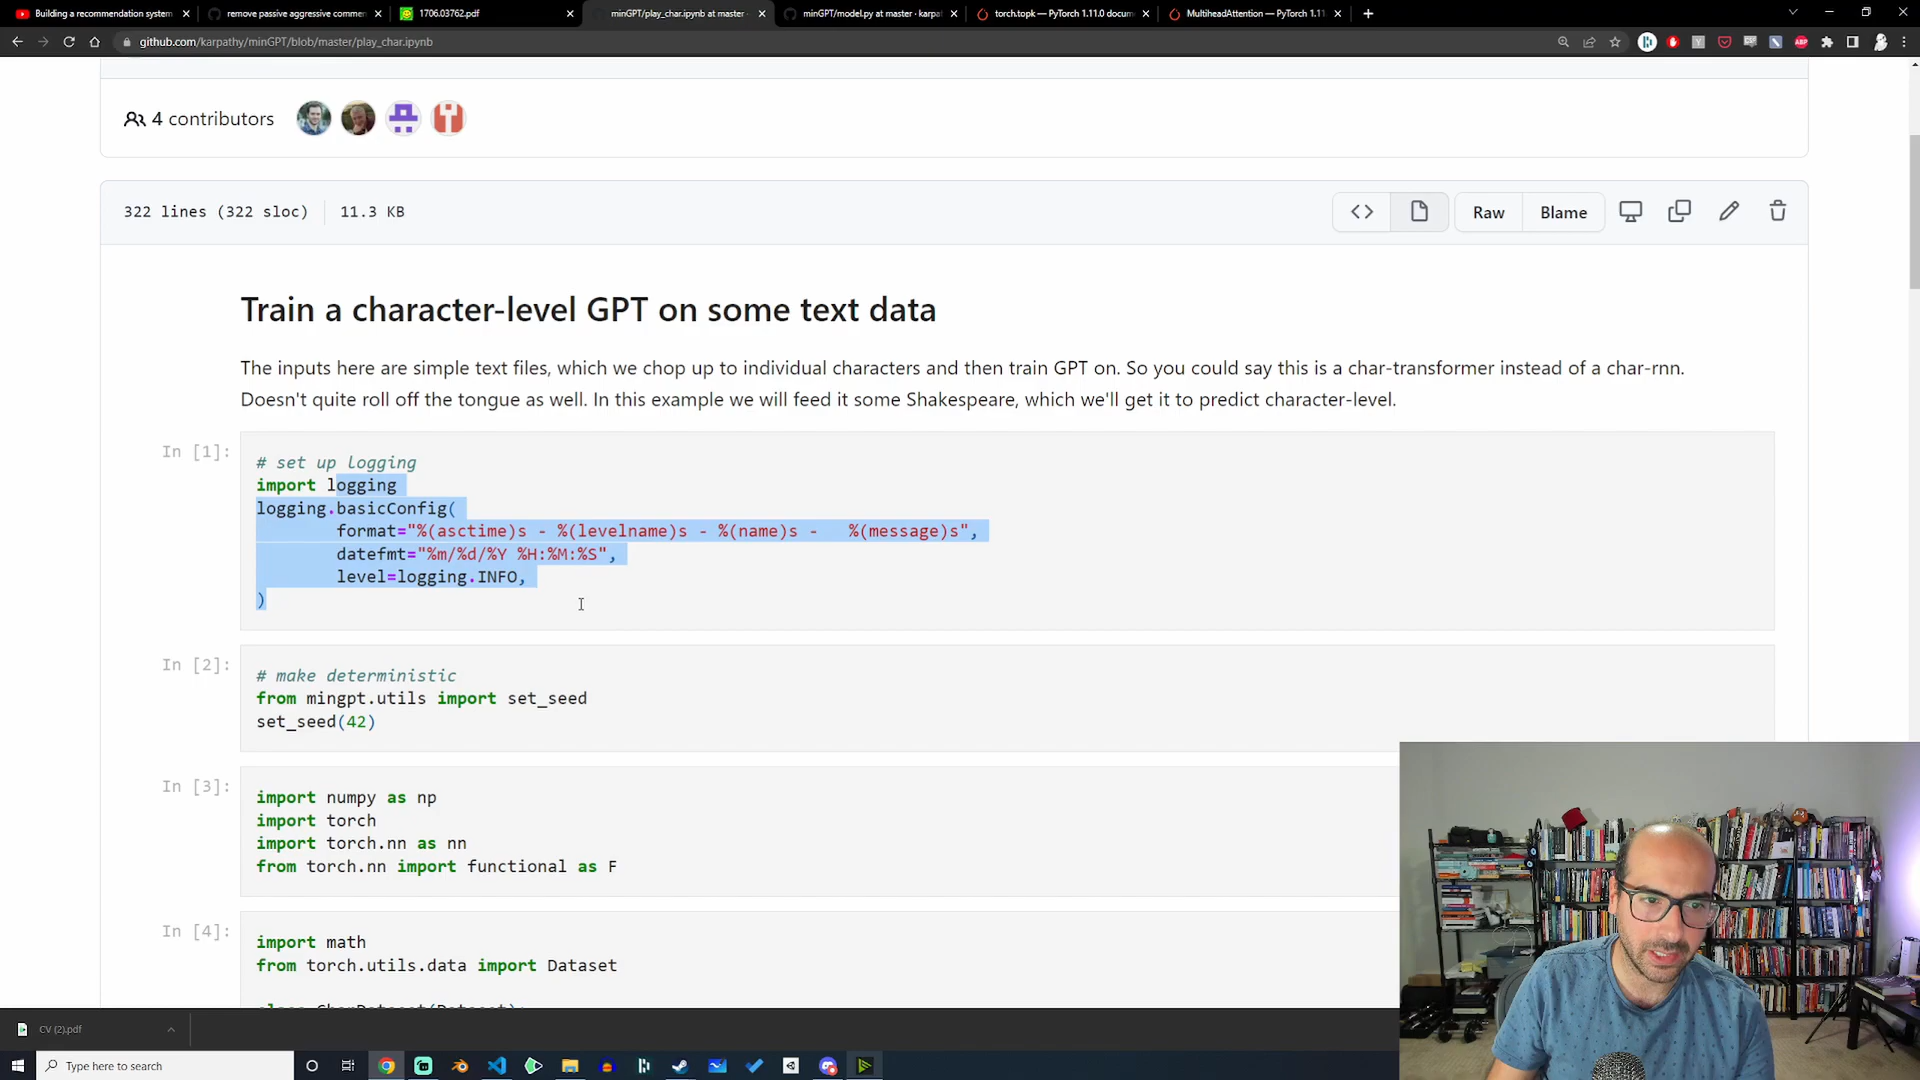 Building a recommendation system
remove passive aggressive commen
1706.03762.pdf
minGPT/play_char.ipynb at master
minGPT/model.py at master · karpa
torch.topk — PyTorch 1.11.0 docum
MultiheadAttention — PyTorch 1.11
github.com/karpathy/minGPT/blob/master/play_char.ipynb
4 contributors
322 lines (322 sloc)
11.3 KB
Raw
Blame
Train a character-level GPT on some text data
The inputs here are simple text files, which we chop up to individual characters and then train GPT on. So you could say this is a char-transformer instead of a char-rnn.
Doesn't quite roll off the tongue as well. In this example we will feed it some Shakespeare, which we'll get it to predict character-level.
In [1]:
# set up logging
import logging
logging.basicConfig(
format="%(asctime)s - %(levelname)s - %(name)s -   %(message)s",
datefmt="%m/%d/%Y %H:%M:%S",
level=logging.INFO,
)
In [2]:
# make deterministic
from mingpt.utils import set_seed
set_seed(42)
In [3]:
import numpy as np
import torch
import torch.nn as nn
from torch.nn import functional as F
In [4]:
import math
from torch.utils.data import Dataset
class CharDataset(Dataset):
CV (2).pdf
Type here to search